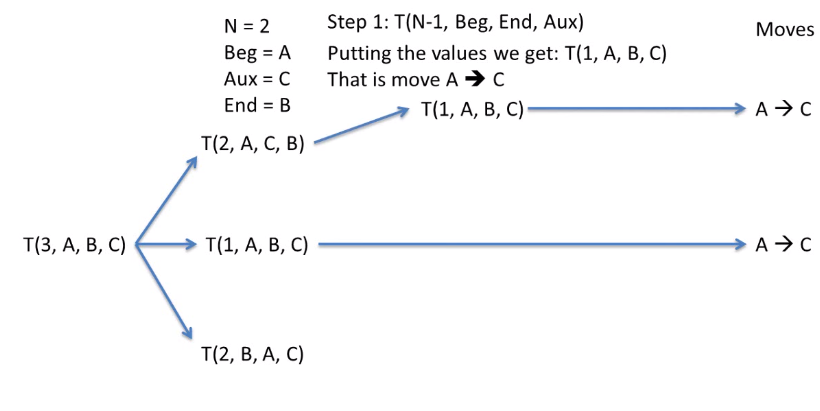 N = 2
Beg = A
Aux = C
End = B
Step 1: T(N-1, Beg, End, Aux)
Putting the values we get: T(1, A, B, C)
That is move A → C
Moves
T(1, A, B, C)
A → C
T(2, A, C, B)
T(3, A, B, C)
T(1, A, B, C)
A → C
T(2, B, A, C)